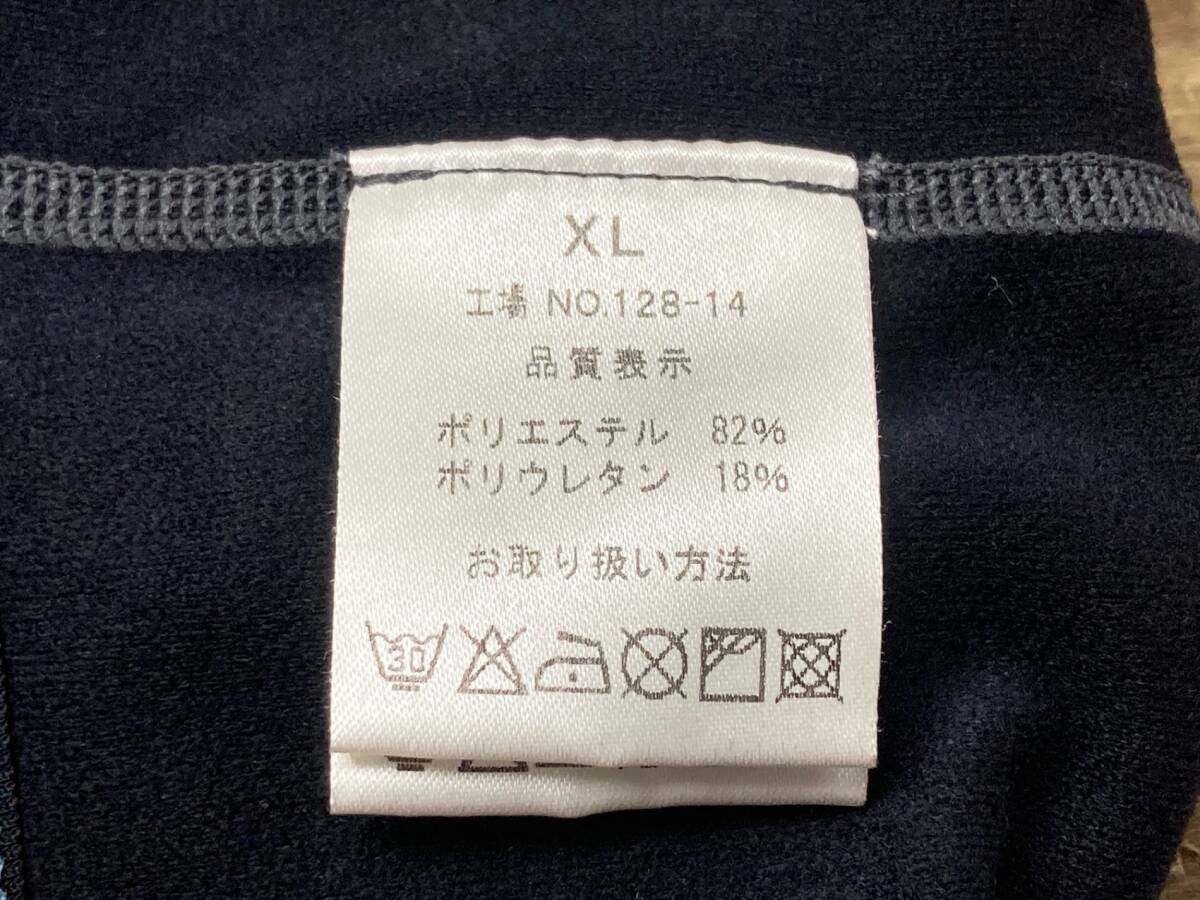 XL
工場 NO.128-14
品質表示
ポリエステル 82%
ポリウレタン 18%
お取り扱い方法
30